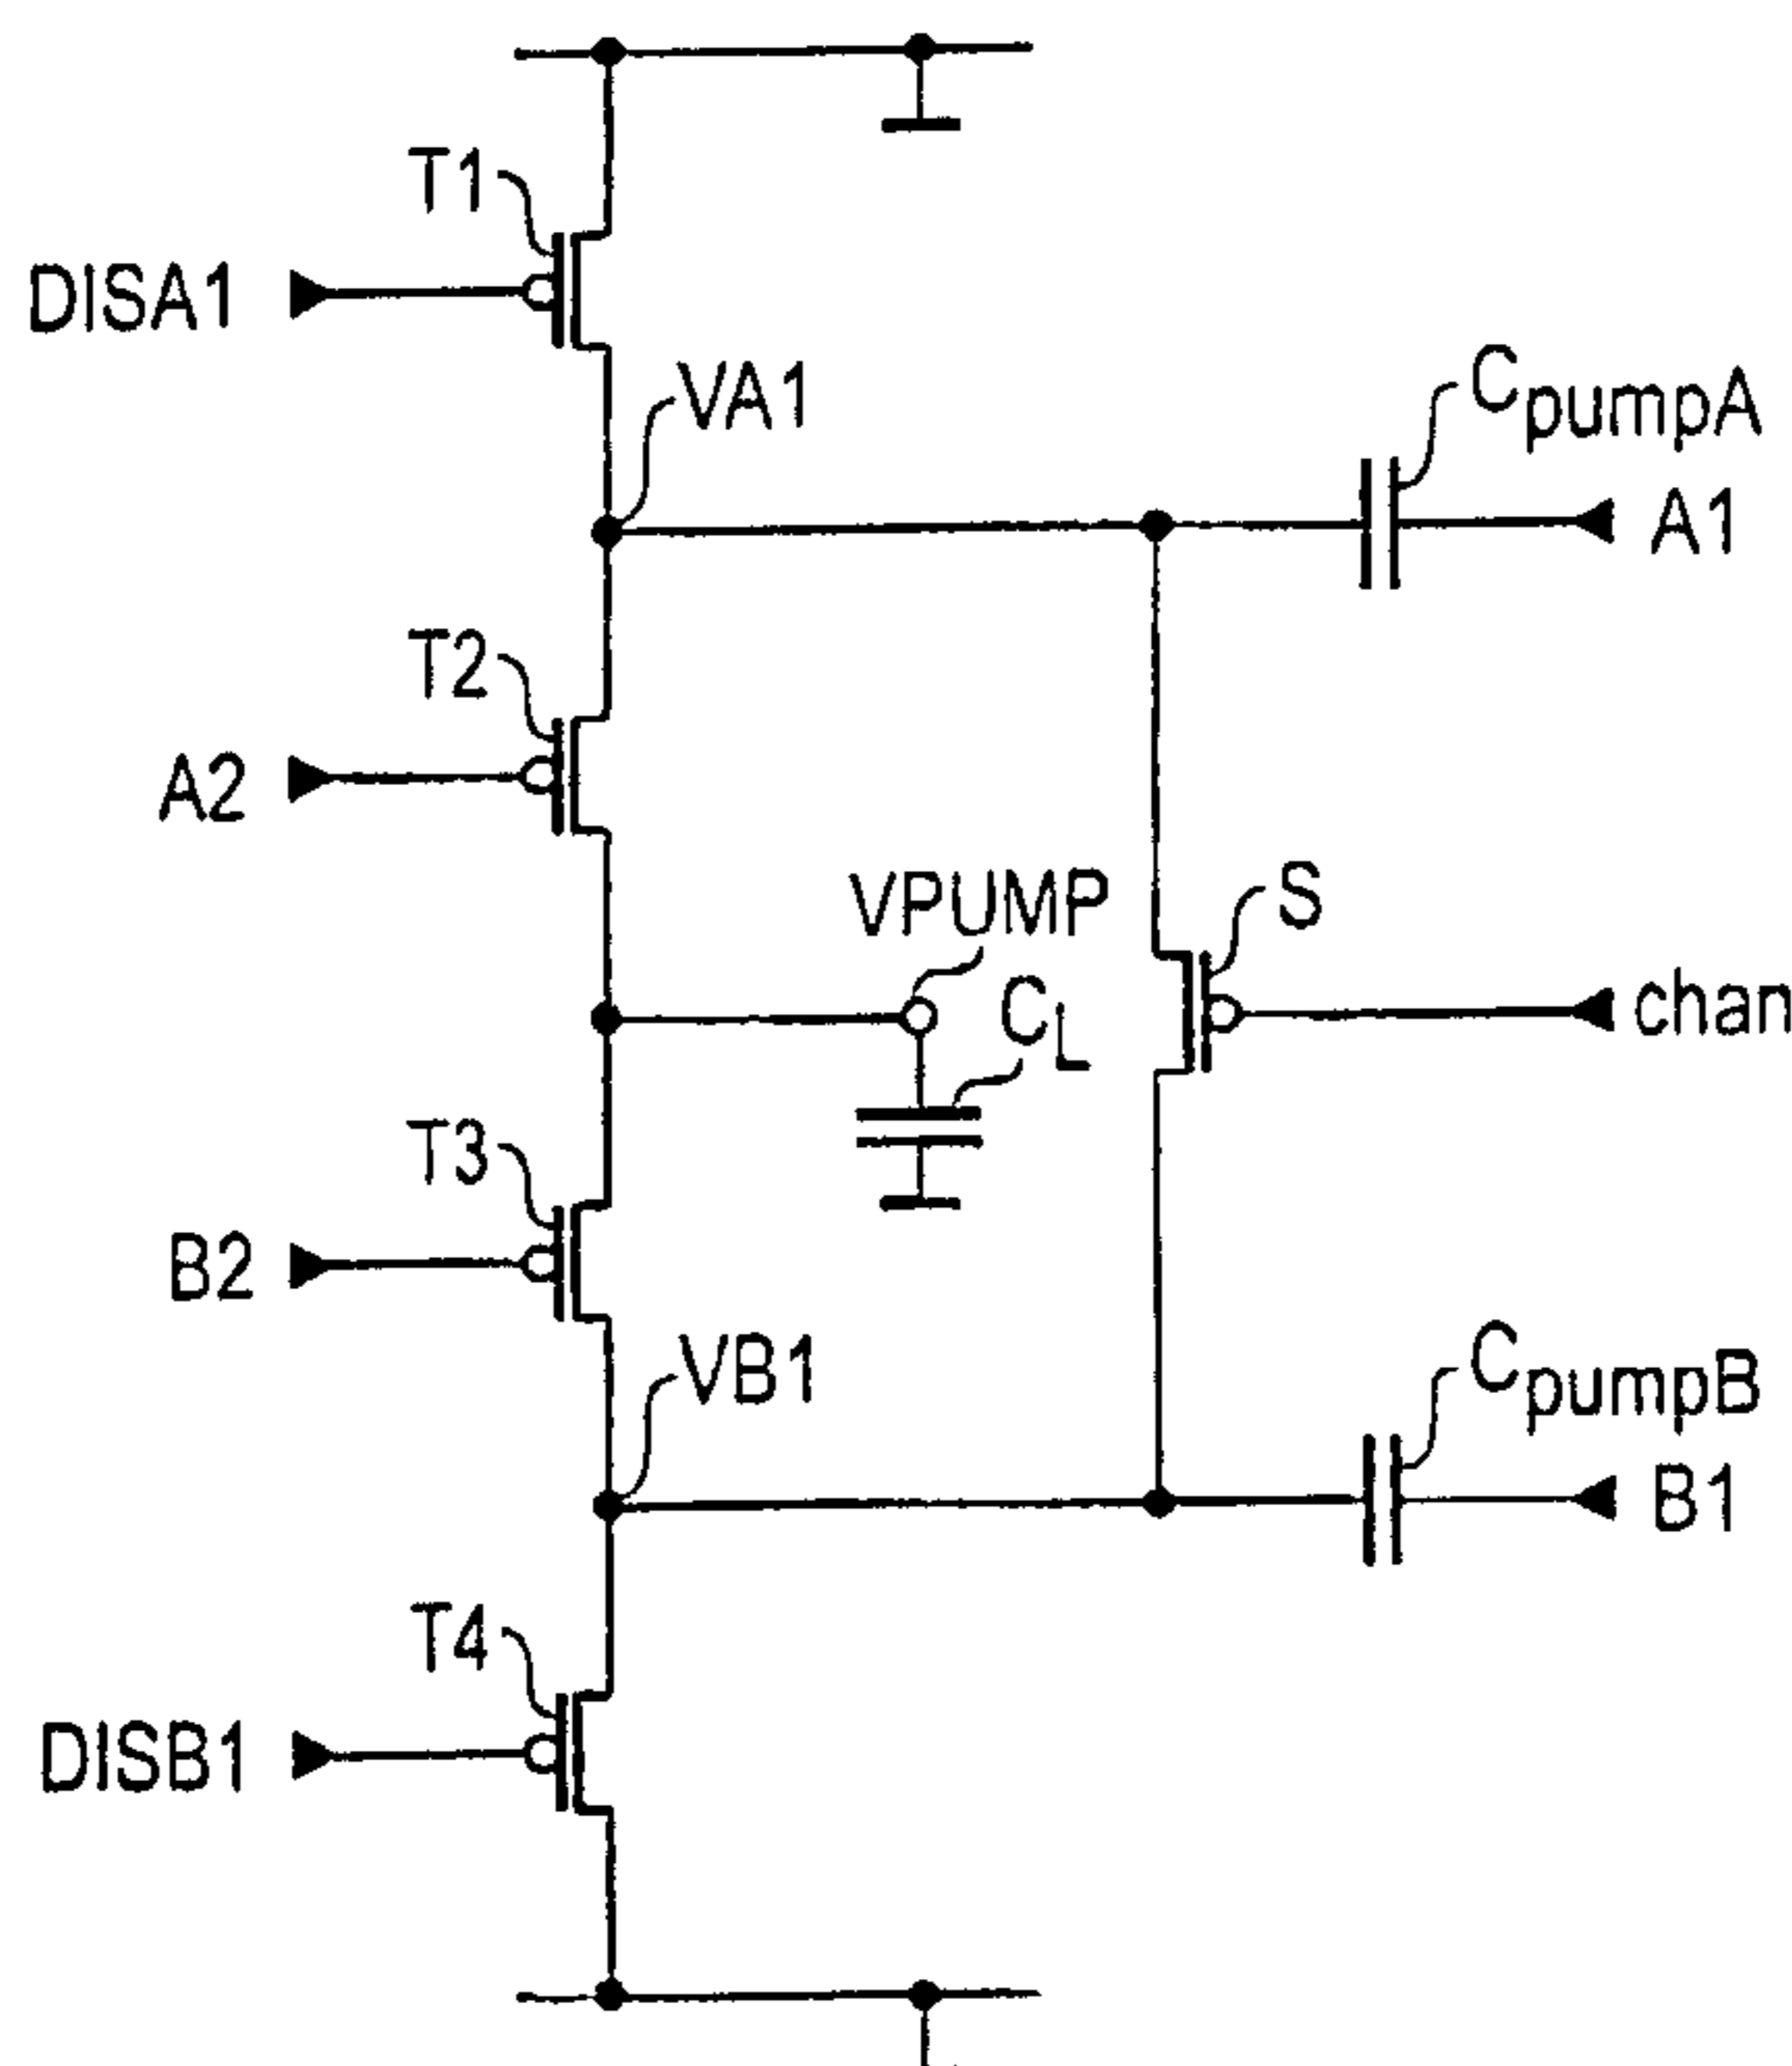 T1
DISA1
VA1
CpumpA
A1
T2
A2
VPUMP
S
CL
chan
T3
B2
VB1
CpumpB
B1
T4
DISB1